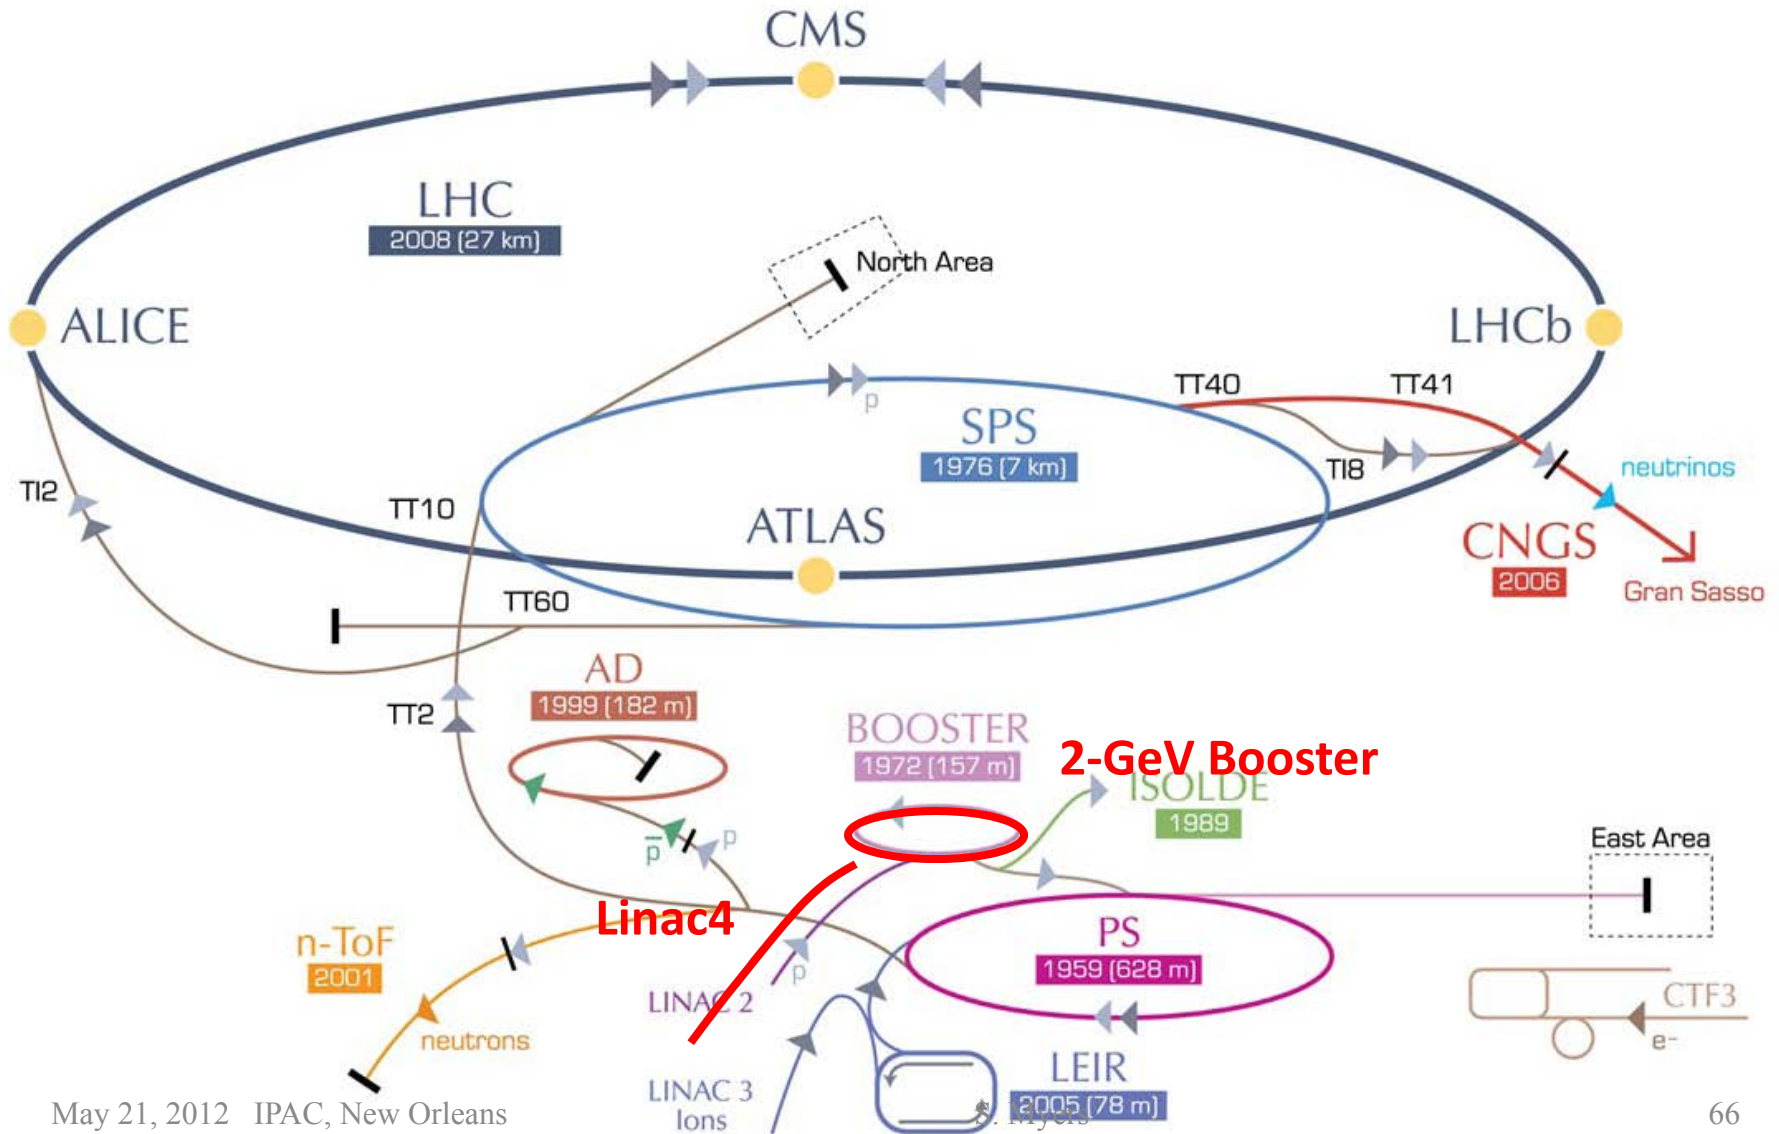 CMS
LHC
2008 (27 km)
North Area
ALICE
LHCb
TT40
TT41
p
SPS
1976 (7 km)
TI8
neutrinos
TI2
TT10
ATLAS
CNGS
2006
Gran Sasso
TT60
AD
1999 (182 m)
TT2
BOOSTER
1972 (157 m)
2-GeV Booster
ISOLDE
1989
East Area
p̅
p
Linac4
n-ToF
2001
PS
1959 (628 m)
p
LINAC 2
CTF3
neutrons
e-
LEIR
2005 (78 m)
LINAC 3
Ions
May 21, 2012 IPAC, New Orleans
S. Myers
66